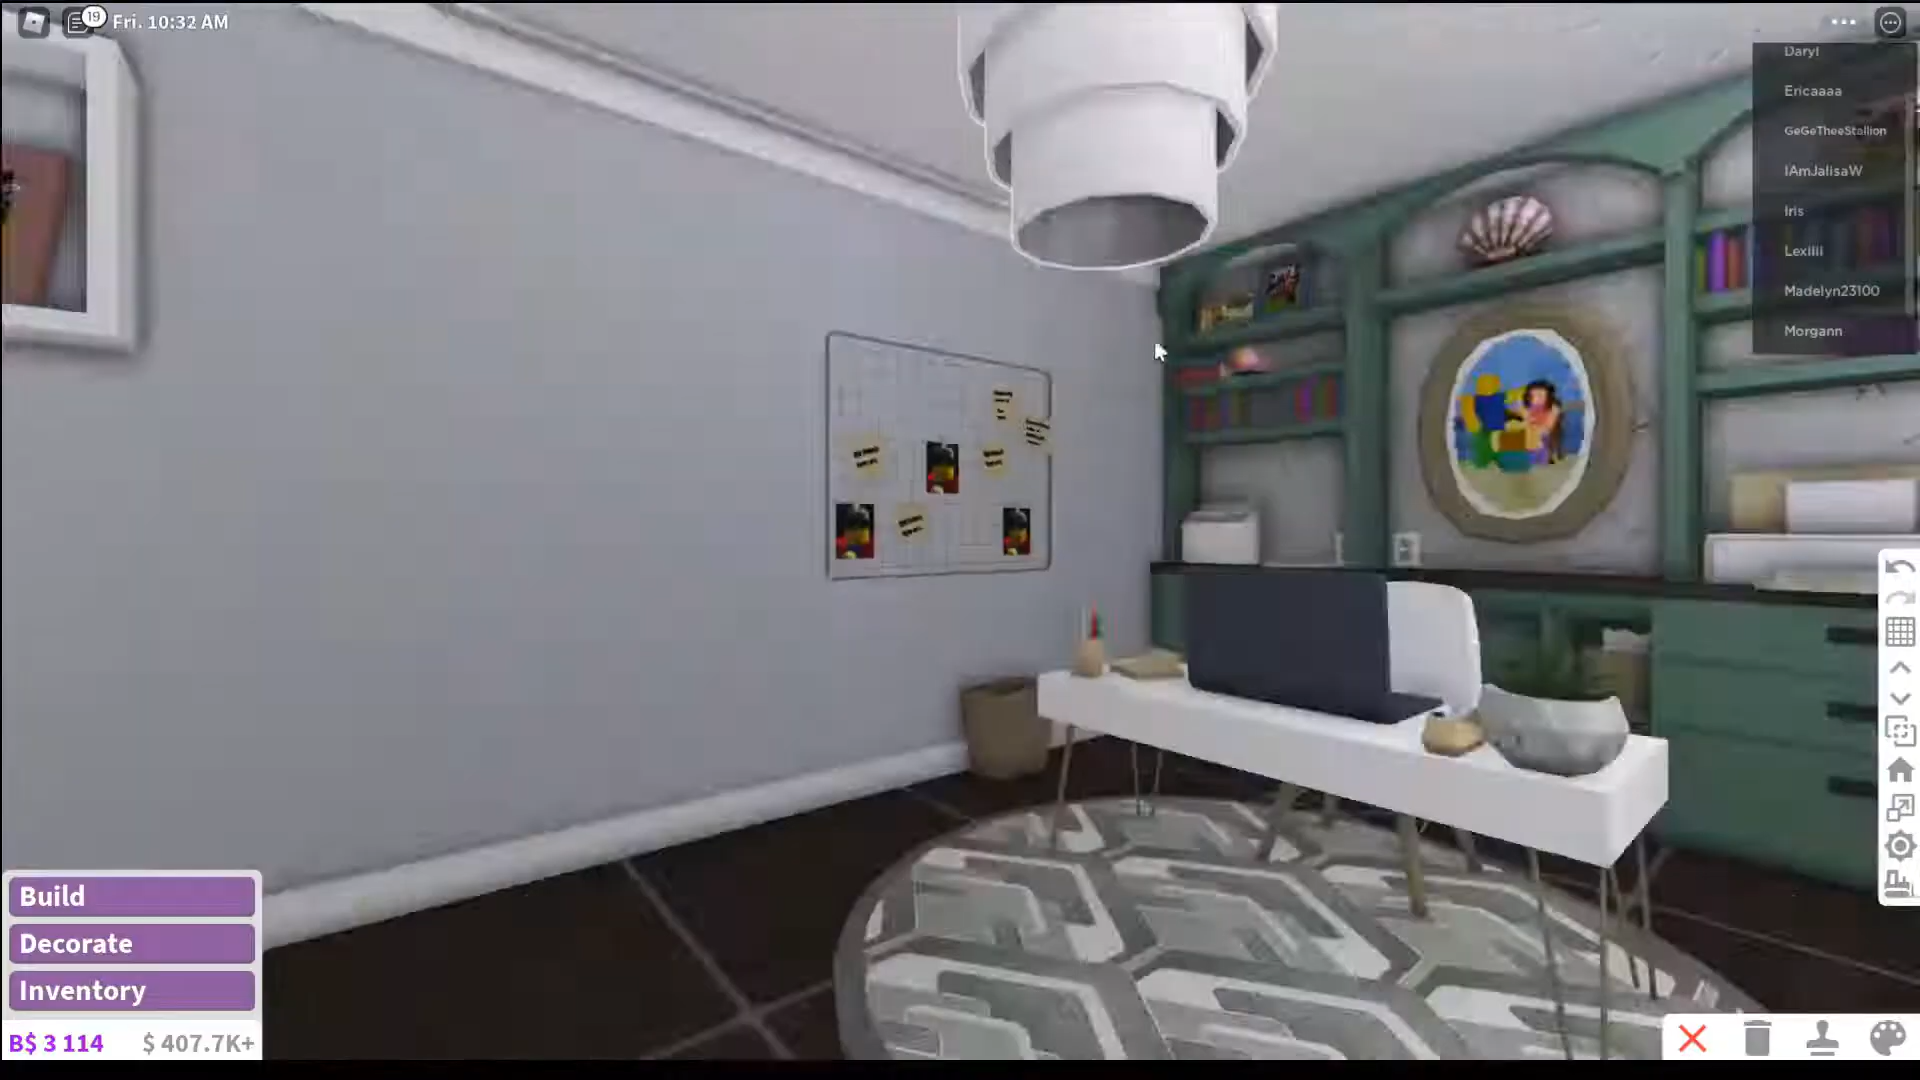 19
Fri. 10:32 AM
Daryl
Ericaaaa
GeGeTheeStallion
IAmJalisaW
Iris
Lexiiii
Madelyn23100
Morgann
Build
Decorate
Inventory
B$ 3 114
$ 407.7K+